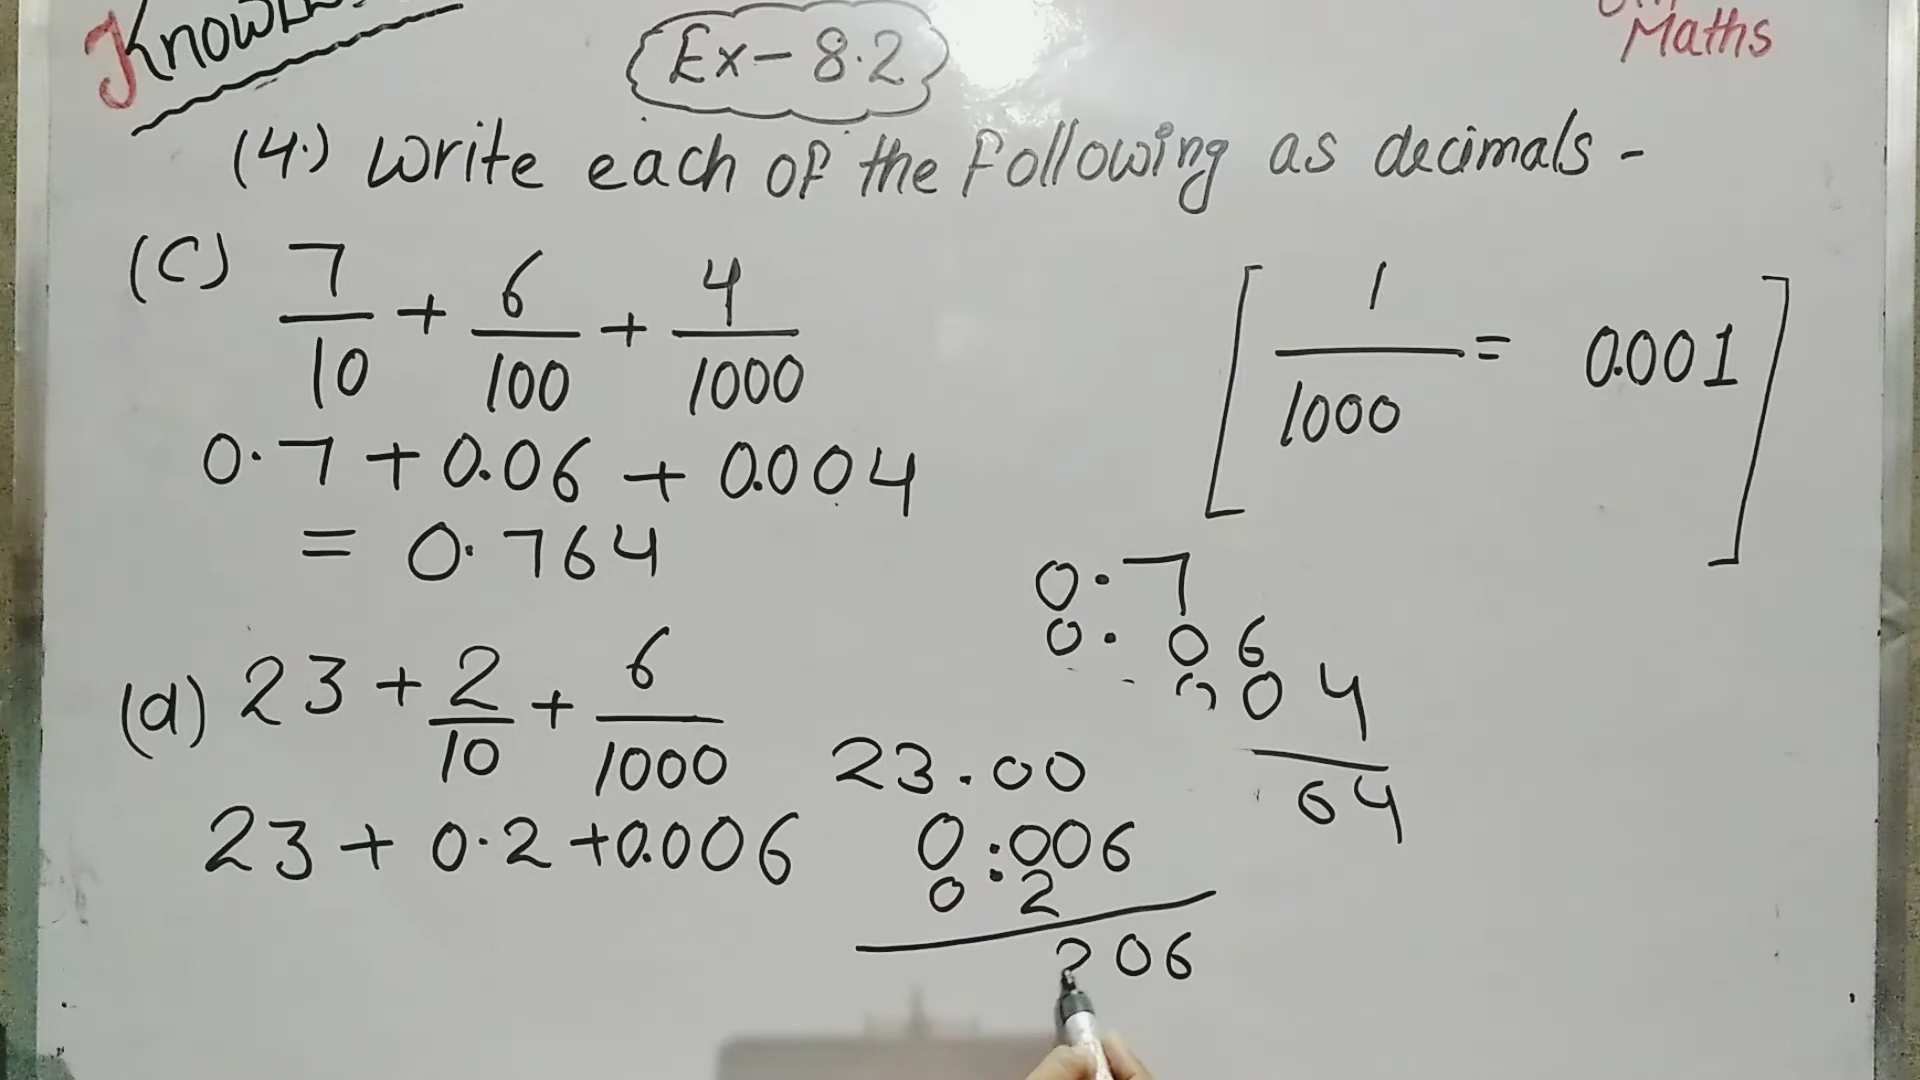 Ex-8.2
Maths
(4.) Write each of the following as decimals -
(c) 7/10 + 6/100 + 4/1000
[1/1000 = 0.001]
0.7 + 0.06 + 0.004
= 0.764
0.7
0.06
04
64
(d) 23 + 2/10 + 6/1000
23 + 0.2 + 0.006
23.00
0.006
0.2
206